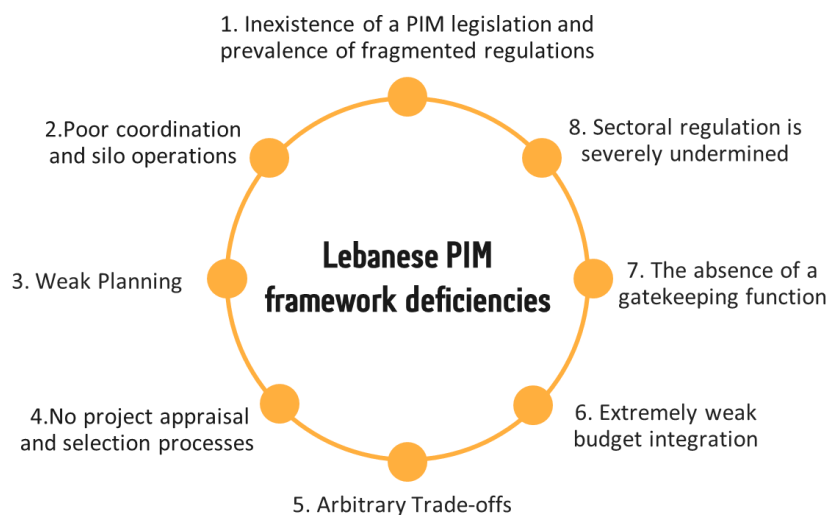 1. Inexistence of a PIM legislation and
prevalence of fragmented regulations
2.Poor coordination
and silo operations
3. Weak Planning
4.No project appraisal
and selection processes
5. Arbitrary Trade-offs
6. Extremely weak
budget integration
7. The absence of a
gatekeeping function
8. Sectoral regulation is
severely undermined
Lebanese PIM
framework deficiencies